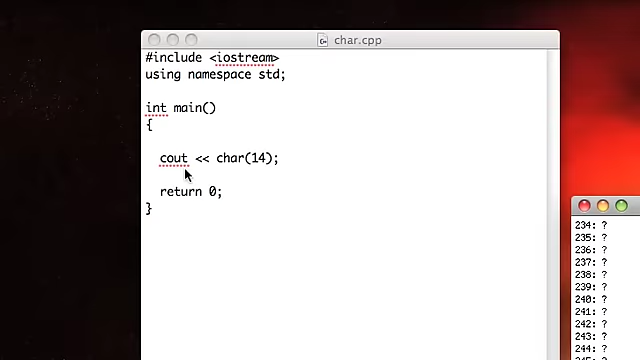 char.cpp
#include <iostream>
using namespace std;
int main()
{
cout << char(14);
return 0;
}
234: ?
235: ?
236: ?
237: ?
238: ?
239: ?
240: ?
241: ?
242: ?
243: ?
244: ?